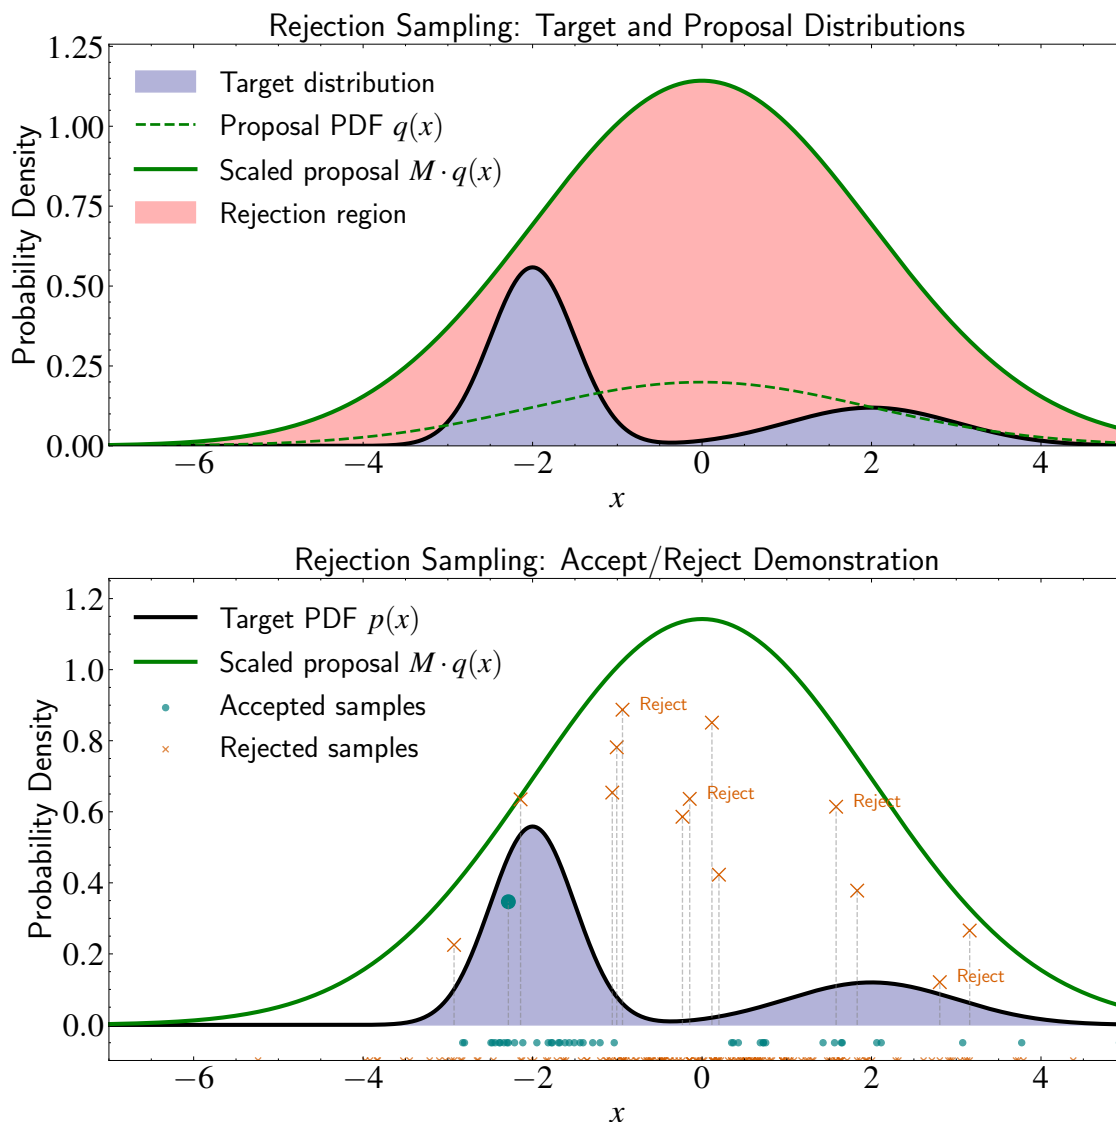 Rejection Sampling: Target and Proposal Distributions
1.25
1.00
0.75
0.50
0.25
0.00
Probability Density
Target distribution
Proposal PDF q(x)
Scaled proposal M · q(x)
Rejection region
−6 −4 −2 0 2 4
x
Rejection Sampling: Accept/Reject Demonstration
1.2
1.0
0.8
0.6
0.4
0.2
0.0
Probability Density
Target PDF p(x)
Scaled proposal M · q(x)
Accepted samples
Rejected samples
Reject
Reject
Reject
Reject
−6 −4 −2 0 2 4
x